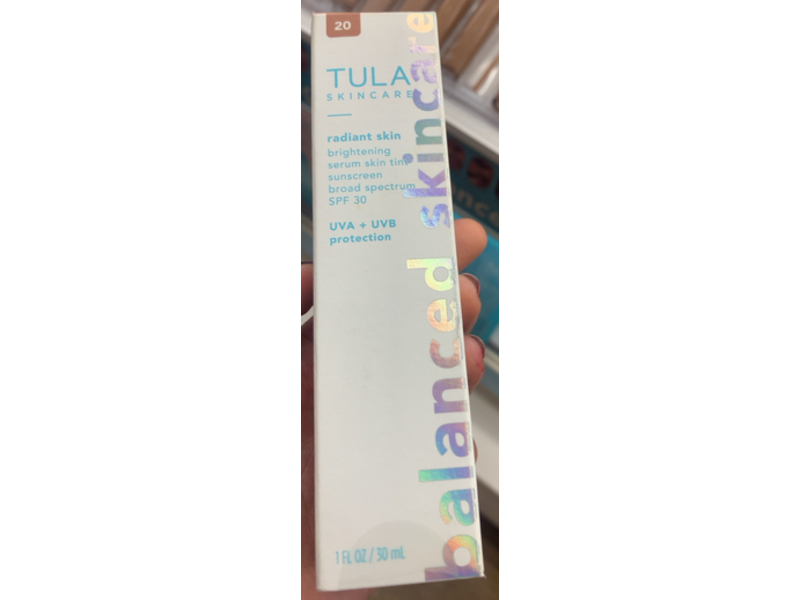 20
TULA
SKINCARE
radiant skin
brightening
serum skin tint
sunscreen
broad spectrum
SPF 30
UVA + UVB
protection
balanced skincare
1 FL OZ / 30 mL